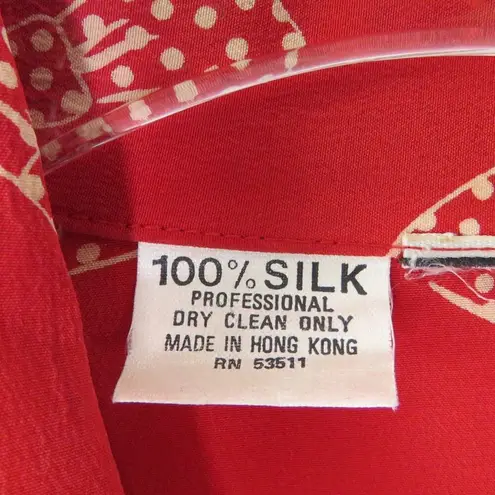 100% SILK
PROFESSIONAL
DRY CLEAN ONLY
MADE IN HONG KONG
RN 53511